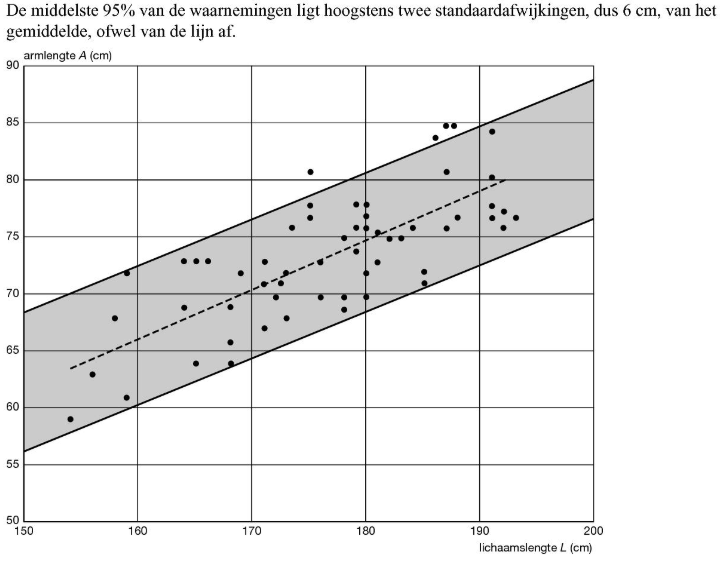 De middelste 95% van de waarnemingen ligt hoogstens twee standaardafwijkingen, dus 6 cm, van het
gemiddelde, ofwel van de lijn af.
armlengte A (cm)
90
85
80
75
70
65
60
55
50
150 160 170 180 190 200
lichaamslengte L (cm)